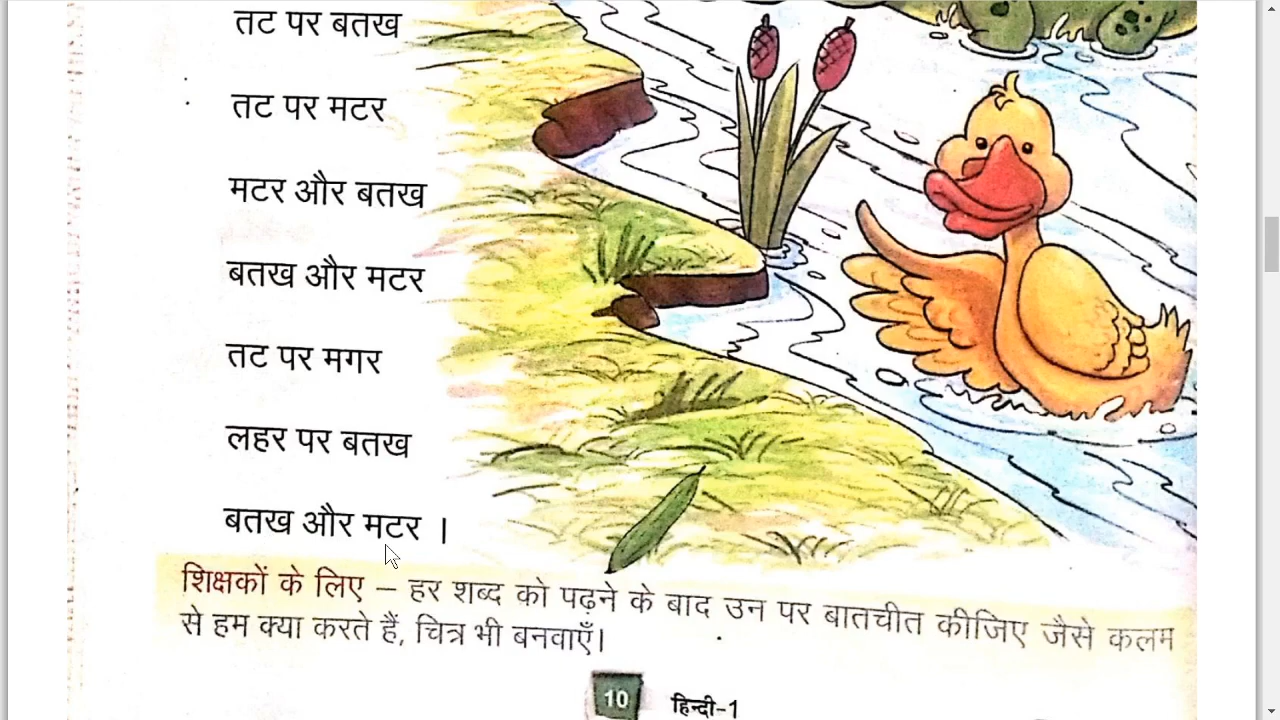 तट पर बतख
तट पर मटर
मटर और बतख
बतख और मटर
तट पर मगर
लहर पर बतख
बतख और मटर ।
शिक्षकों के लिए – हर शब्द को पढ़ने के बाद उन पर बातचीत कीजिए जैसे कलम
से हम क्या करते हैं, चित्र भी बनवाएँ।
10 हिन्दी-1